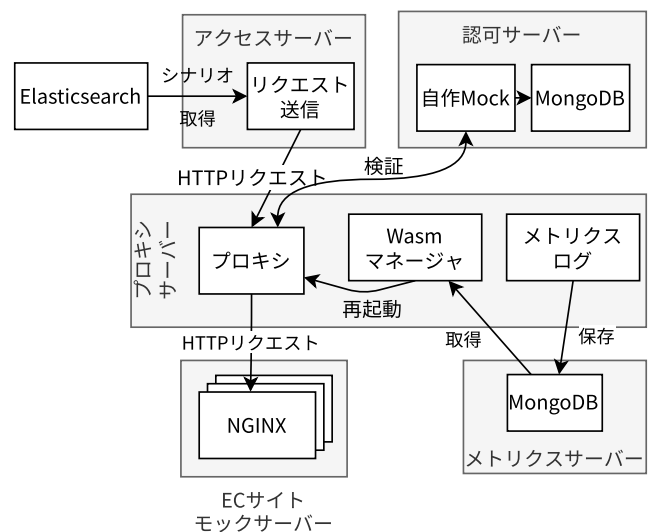 アクセスサーバー
認可サーバー
Elasticsearch
シナリオ
取得
リクエスト
送信
自作Mock
MongoDB
HTTPリクエスト
検証
プロキシ
サーバー
プロキシ
Wasm
マネージャ
メトリクス
ログ
再起動
HTTPリクエスト
取得
保存
NGINX
MongoDB
メトリクスサーバー
ECサイト
モックサーバー